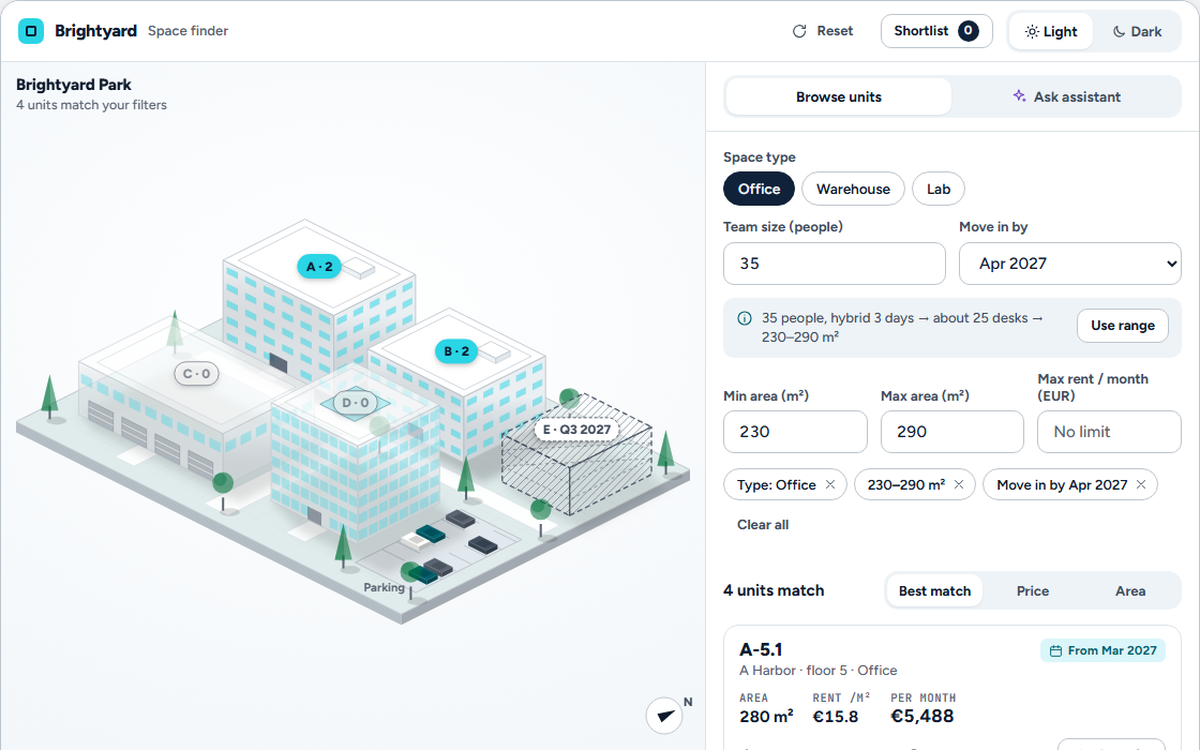 Brightyard Space finder
Reset
Shortlist 0
Light
Dark
Brightyard Park
4 units match your filters
A · 2
B · 2
C · 0
D · 0
E · Q3 2027
Parking
N
Browse units
Ask assistant
Space type
Office
Warehouse
Lab
Team size (people)
Move in by
35
Apr 2027
35 people, hybrid 3 days → about 25 desks →
230–290 m²
Use range
Min area (m²)
Max area (m²)
Max rent / month
(EUR)
230
290
No limit
Type: Office
230–290 m²
Move in by Apr 2027
Clear all
4 units match
Best match
Price
Area
A-5.1
From Mar 2027
A Harbor · floor 5 · Office
AREA
RENT /M²
PER MONTH
280 m²
€15.8
€5,488